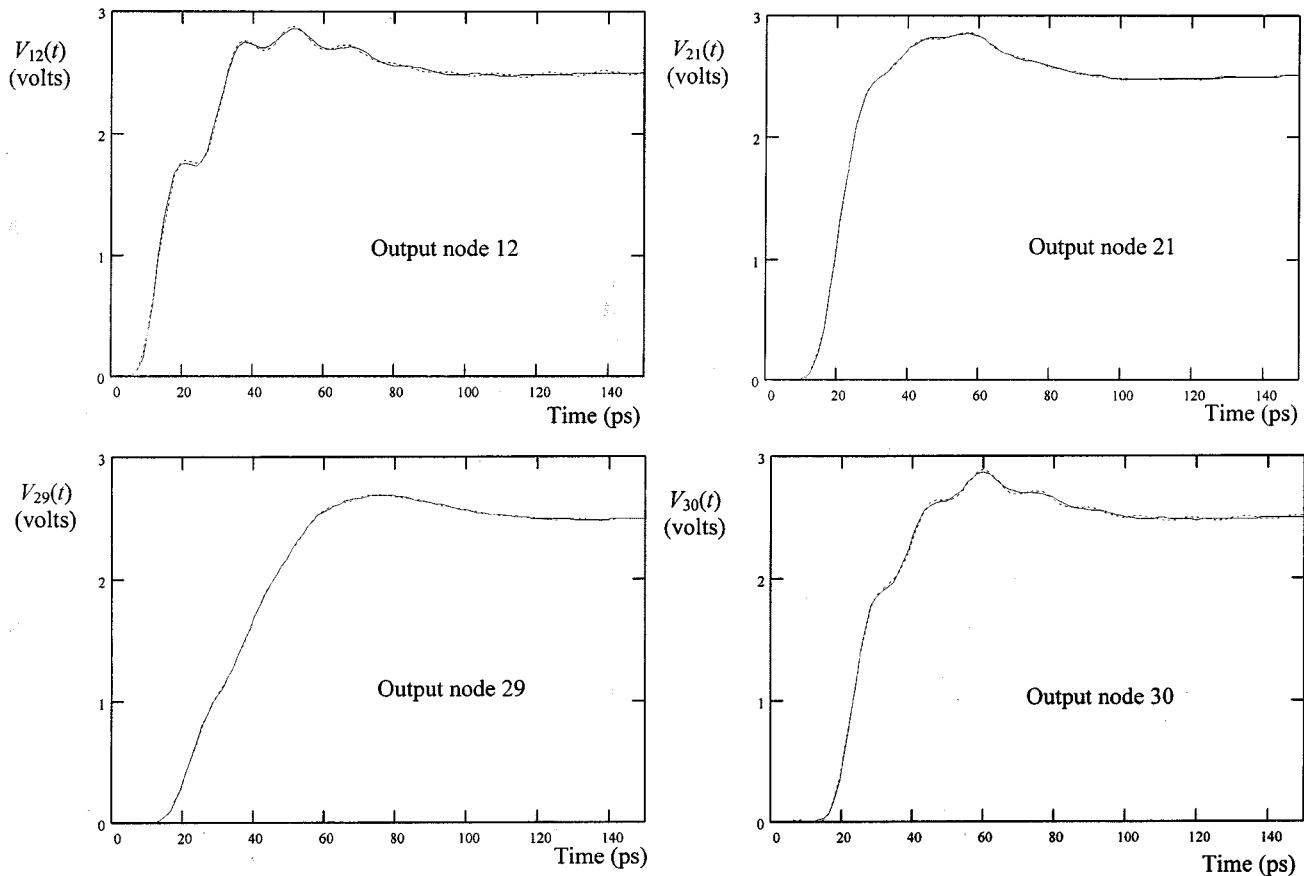 3
V12(t)
(volts)
2
1
0
Output node 12
0 20 40 60 80 100 120 140
Time (ps)
3
V21(t)
(volts)
2
1
0
Output node 21
0 20 40 60 80 100 120 140
Time (ps)
3
V29(t)
(volts)
2
1
0
Output node 29
0 20 40 60 80 100 120 140
Time (ps)
3
V30(t)
(volts)
2
1
0
Output node 30
0 20 40 60 80 100 120 140
Time (ps)